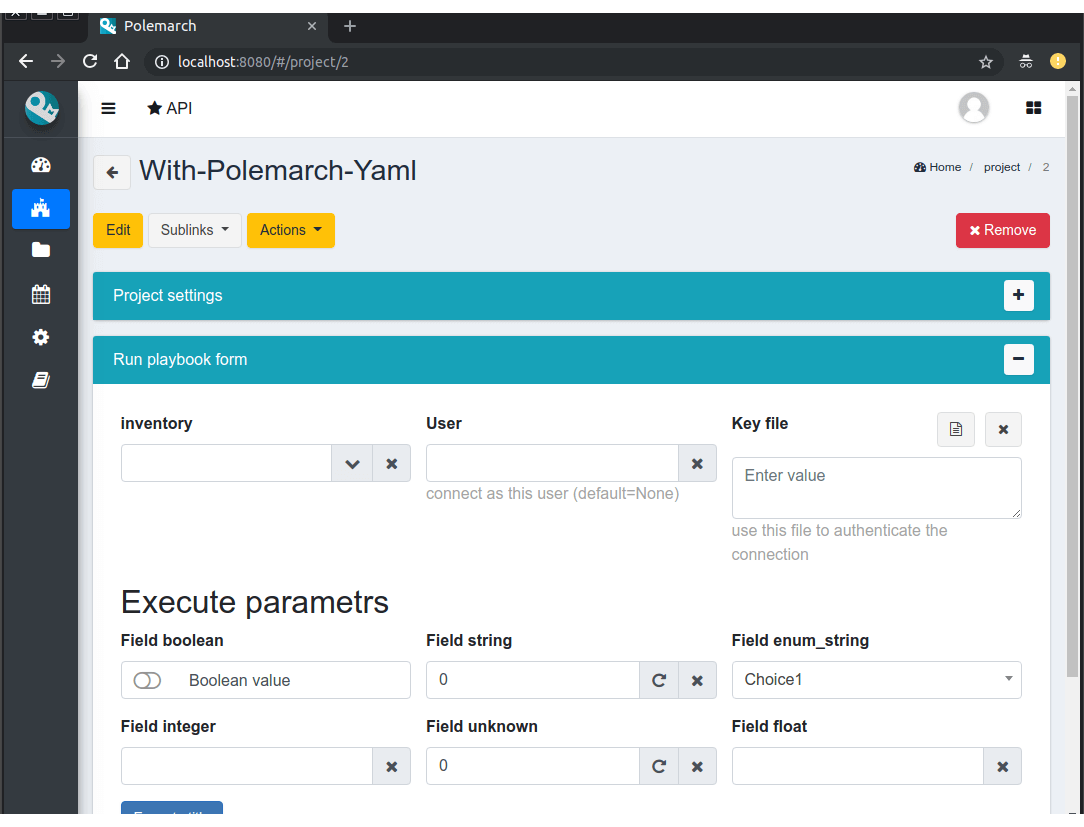 Polemarch
localhost:8080/#/project/2
API
With-Polemarch-Yaml
Home / project / 2
Edit
Sublinks
Actions
Remove
Project settings
Run playbook form
inventory
User
Key file
Enter value
connect as this user (default=None)
use this file to authenticate the
connection
Execute parametrs
Field boolean
Field string
Field enum_string
Boolean value
0
Choice1
Field integer
Field unknown
Field float
0